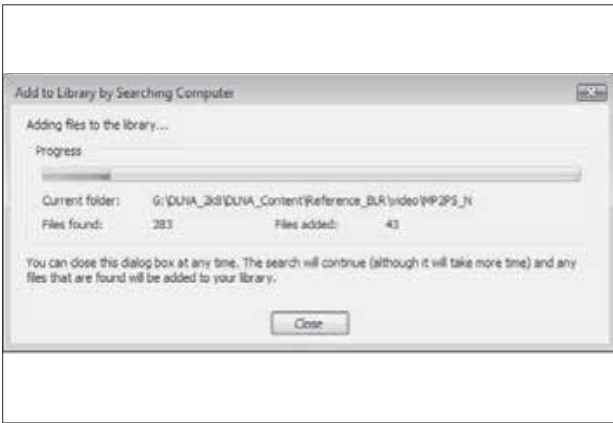 Add to Library by Searching Computer
Adding files to the library...
Progress
Current folder: G:\DLNA_2k8\DLNA_Content\Reference_BLR\video\MP2PS_N
Files found: 283 Files added: 43
You can close this dialog box at any time. The search will continue (although it will take more time) and any
files that are found will be added to your library.
Close